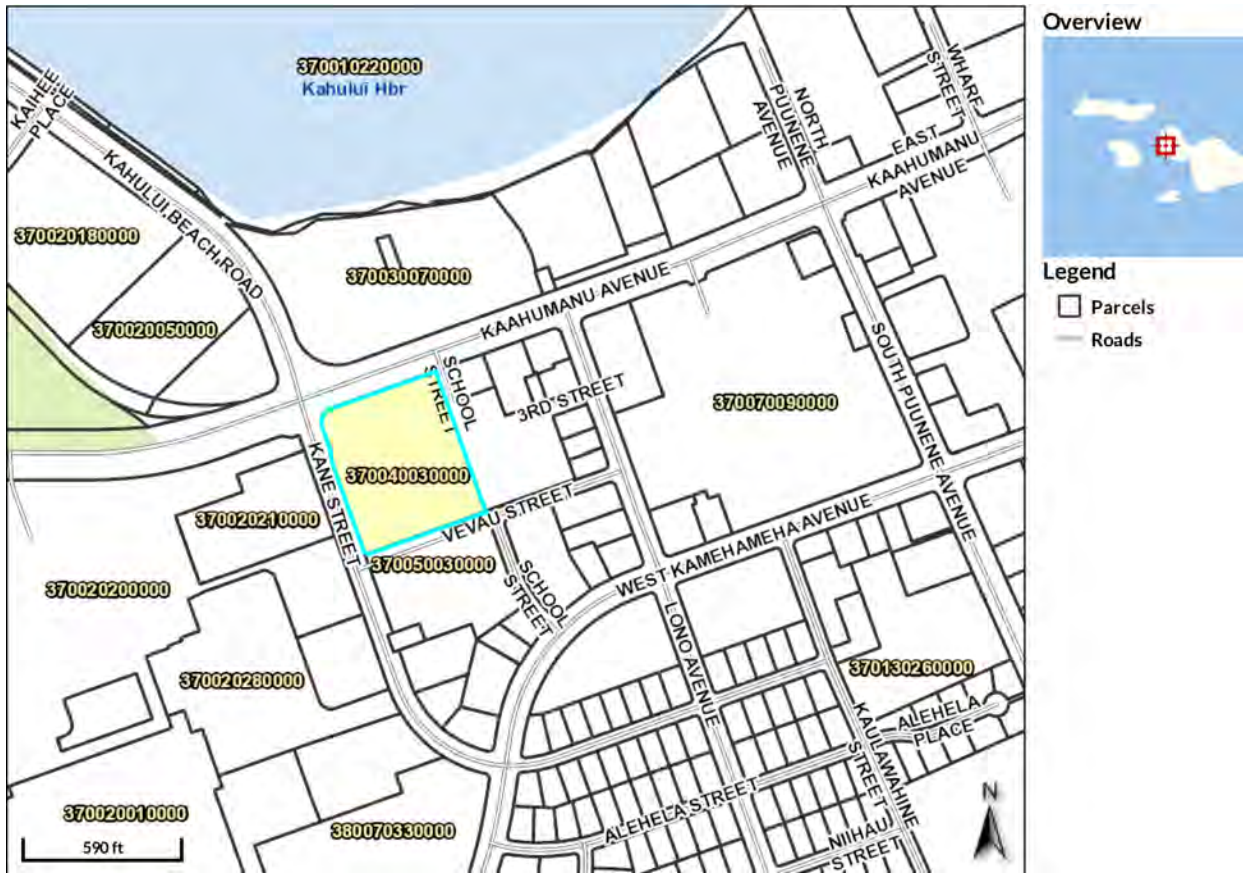 Overview
Legend
Parcels
Roads
370010220000
Kahului Hbr
KAIHEE
PLACE
KAHULUI BEACH ROAD
NORTH
PUUNENE
AVENUE
WHARF
STREET
EAST
KAAHUMANU
AVENUE
370020180000
370030070000
370020050000
KAAHUMANU AVENUE
SCHOOL
STREET
3RD STREET
370070090000
SOUTH PUUNENE AVENUE
KANE STREET
370040030000
370020210000
VEVAU STREET
370050030000
SCHOOL
STREET
WEST KAMEHAMEHA AVENUE
370020200000
LONO AVENUE
370020280000
370130260000
KAULAWAHINE
STREET
ALEHELA
PLACE
370020010000
380070330000
ALEHELA STREET
NIIHAU
STREET
590 ft
N